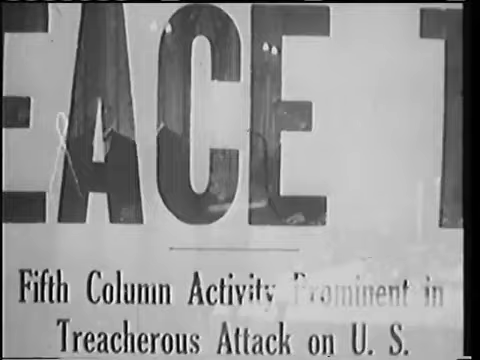 EACE T
Fifth Column Activity Prominent in
Treacherous Attack on U. S.